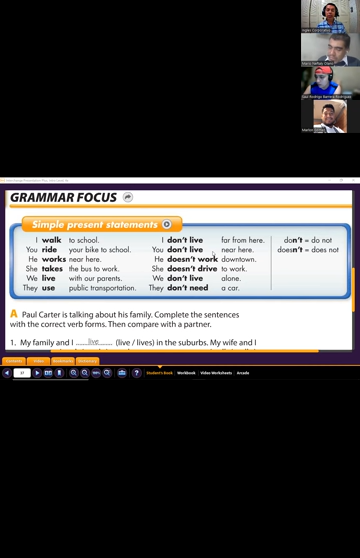 GRAMMAR FOCUS
Simple present statements
I walk to school.
You ride your bike to school.
He works near here.
She takes the bus to work.
We live with our parents.
They use public transportation.
I don't live far from here.
You don't live near here.
He doesn't work downtown.
She doesn't drive to work.
We don't live alone.
They don't need a car.
don't = do not
doesn't = does not
A Paul Carter is talking about his family. Complete the sentences
with the correct verb forms. Then compare with a partner.
1. My family and I ......live...... (live / lives) in the suburbs. My wife and I
Student's Book Workbook Video Worksheets Arcade